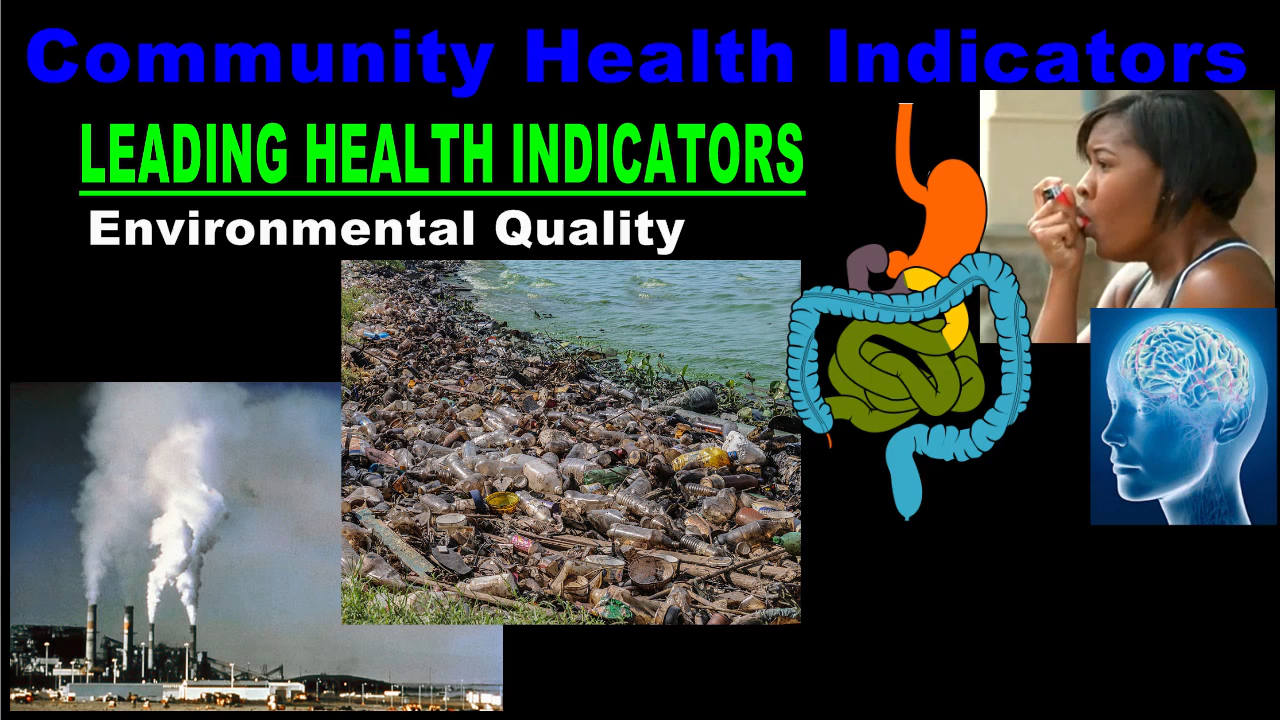 Community Health Indicators
LEADING HEALTH INDICATORS
Environmental Quality